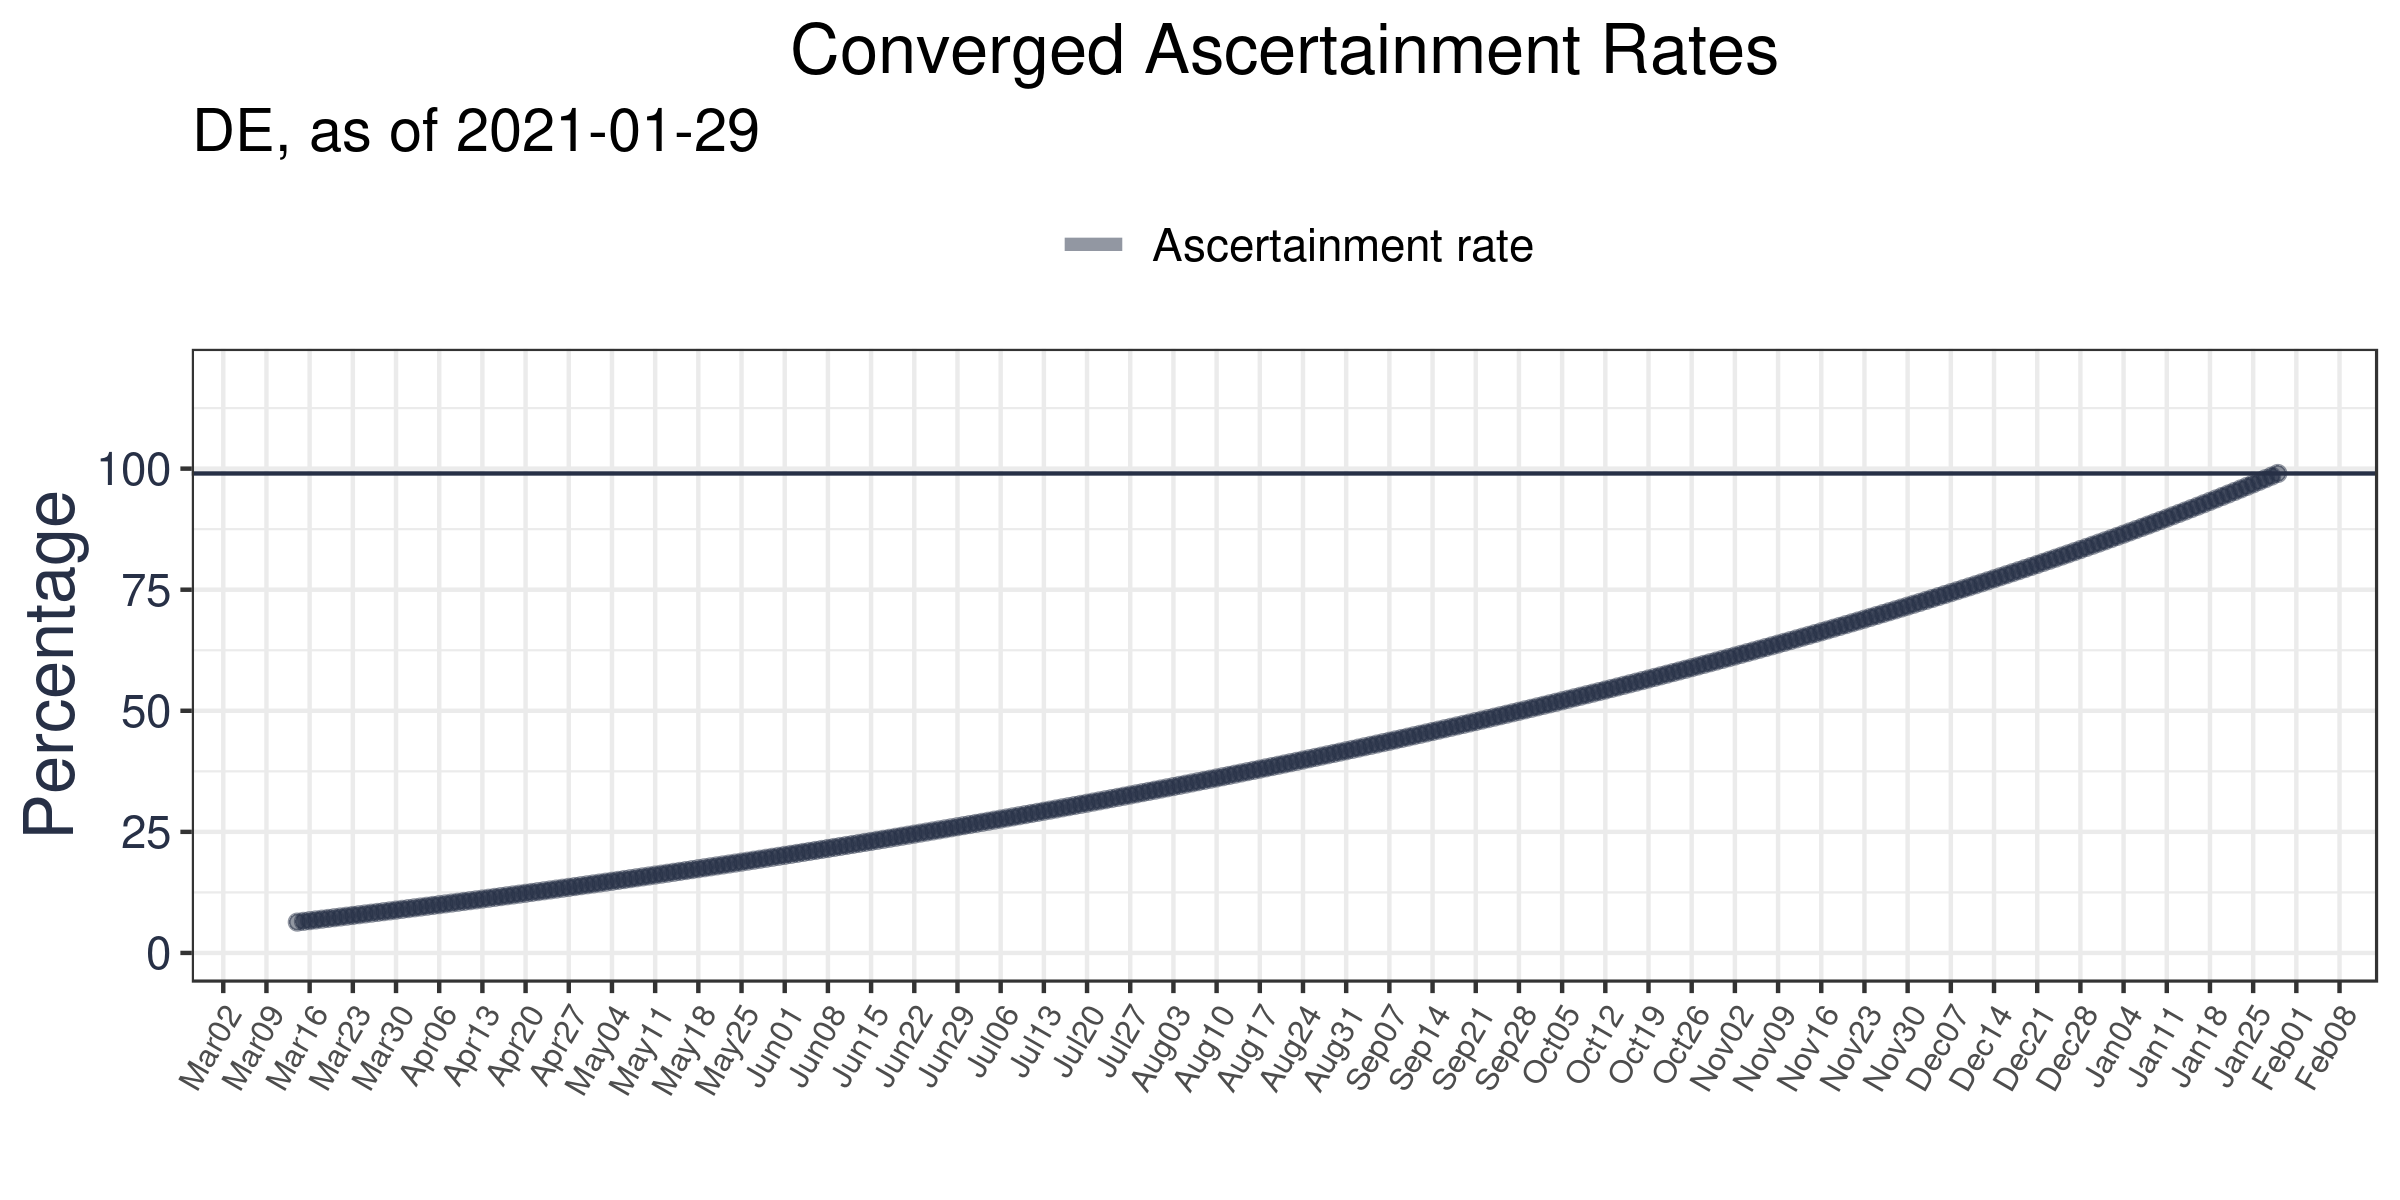 Converged Ascertainment Rates
DE, as of 2021-01-29
Ascertainment rate
Percentage
100
75
50
25
0
Mar02
Mar09
Mar16
Mar23
Mar30
Apr06
Apr13
Apr20
Apr27
May04
May11
May18
May25
Jun01
Jun08
Jun15
Jun22
Jun29
Jul06
Jul13
Jul20
Jul27
Aug03
Aug10
Aug17
Aug24
Aug31
Sep07
Sep14
Sep21
Sep28
Oct05
Oct12
Oct19
Oct26
Nov02
Nov09
Nov16
Nov23
Nov30
Dec07
Dec14
Dec21
Dec28
Jan04
Jan11
Jan18
Jan25
Feb01
Feb08